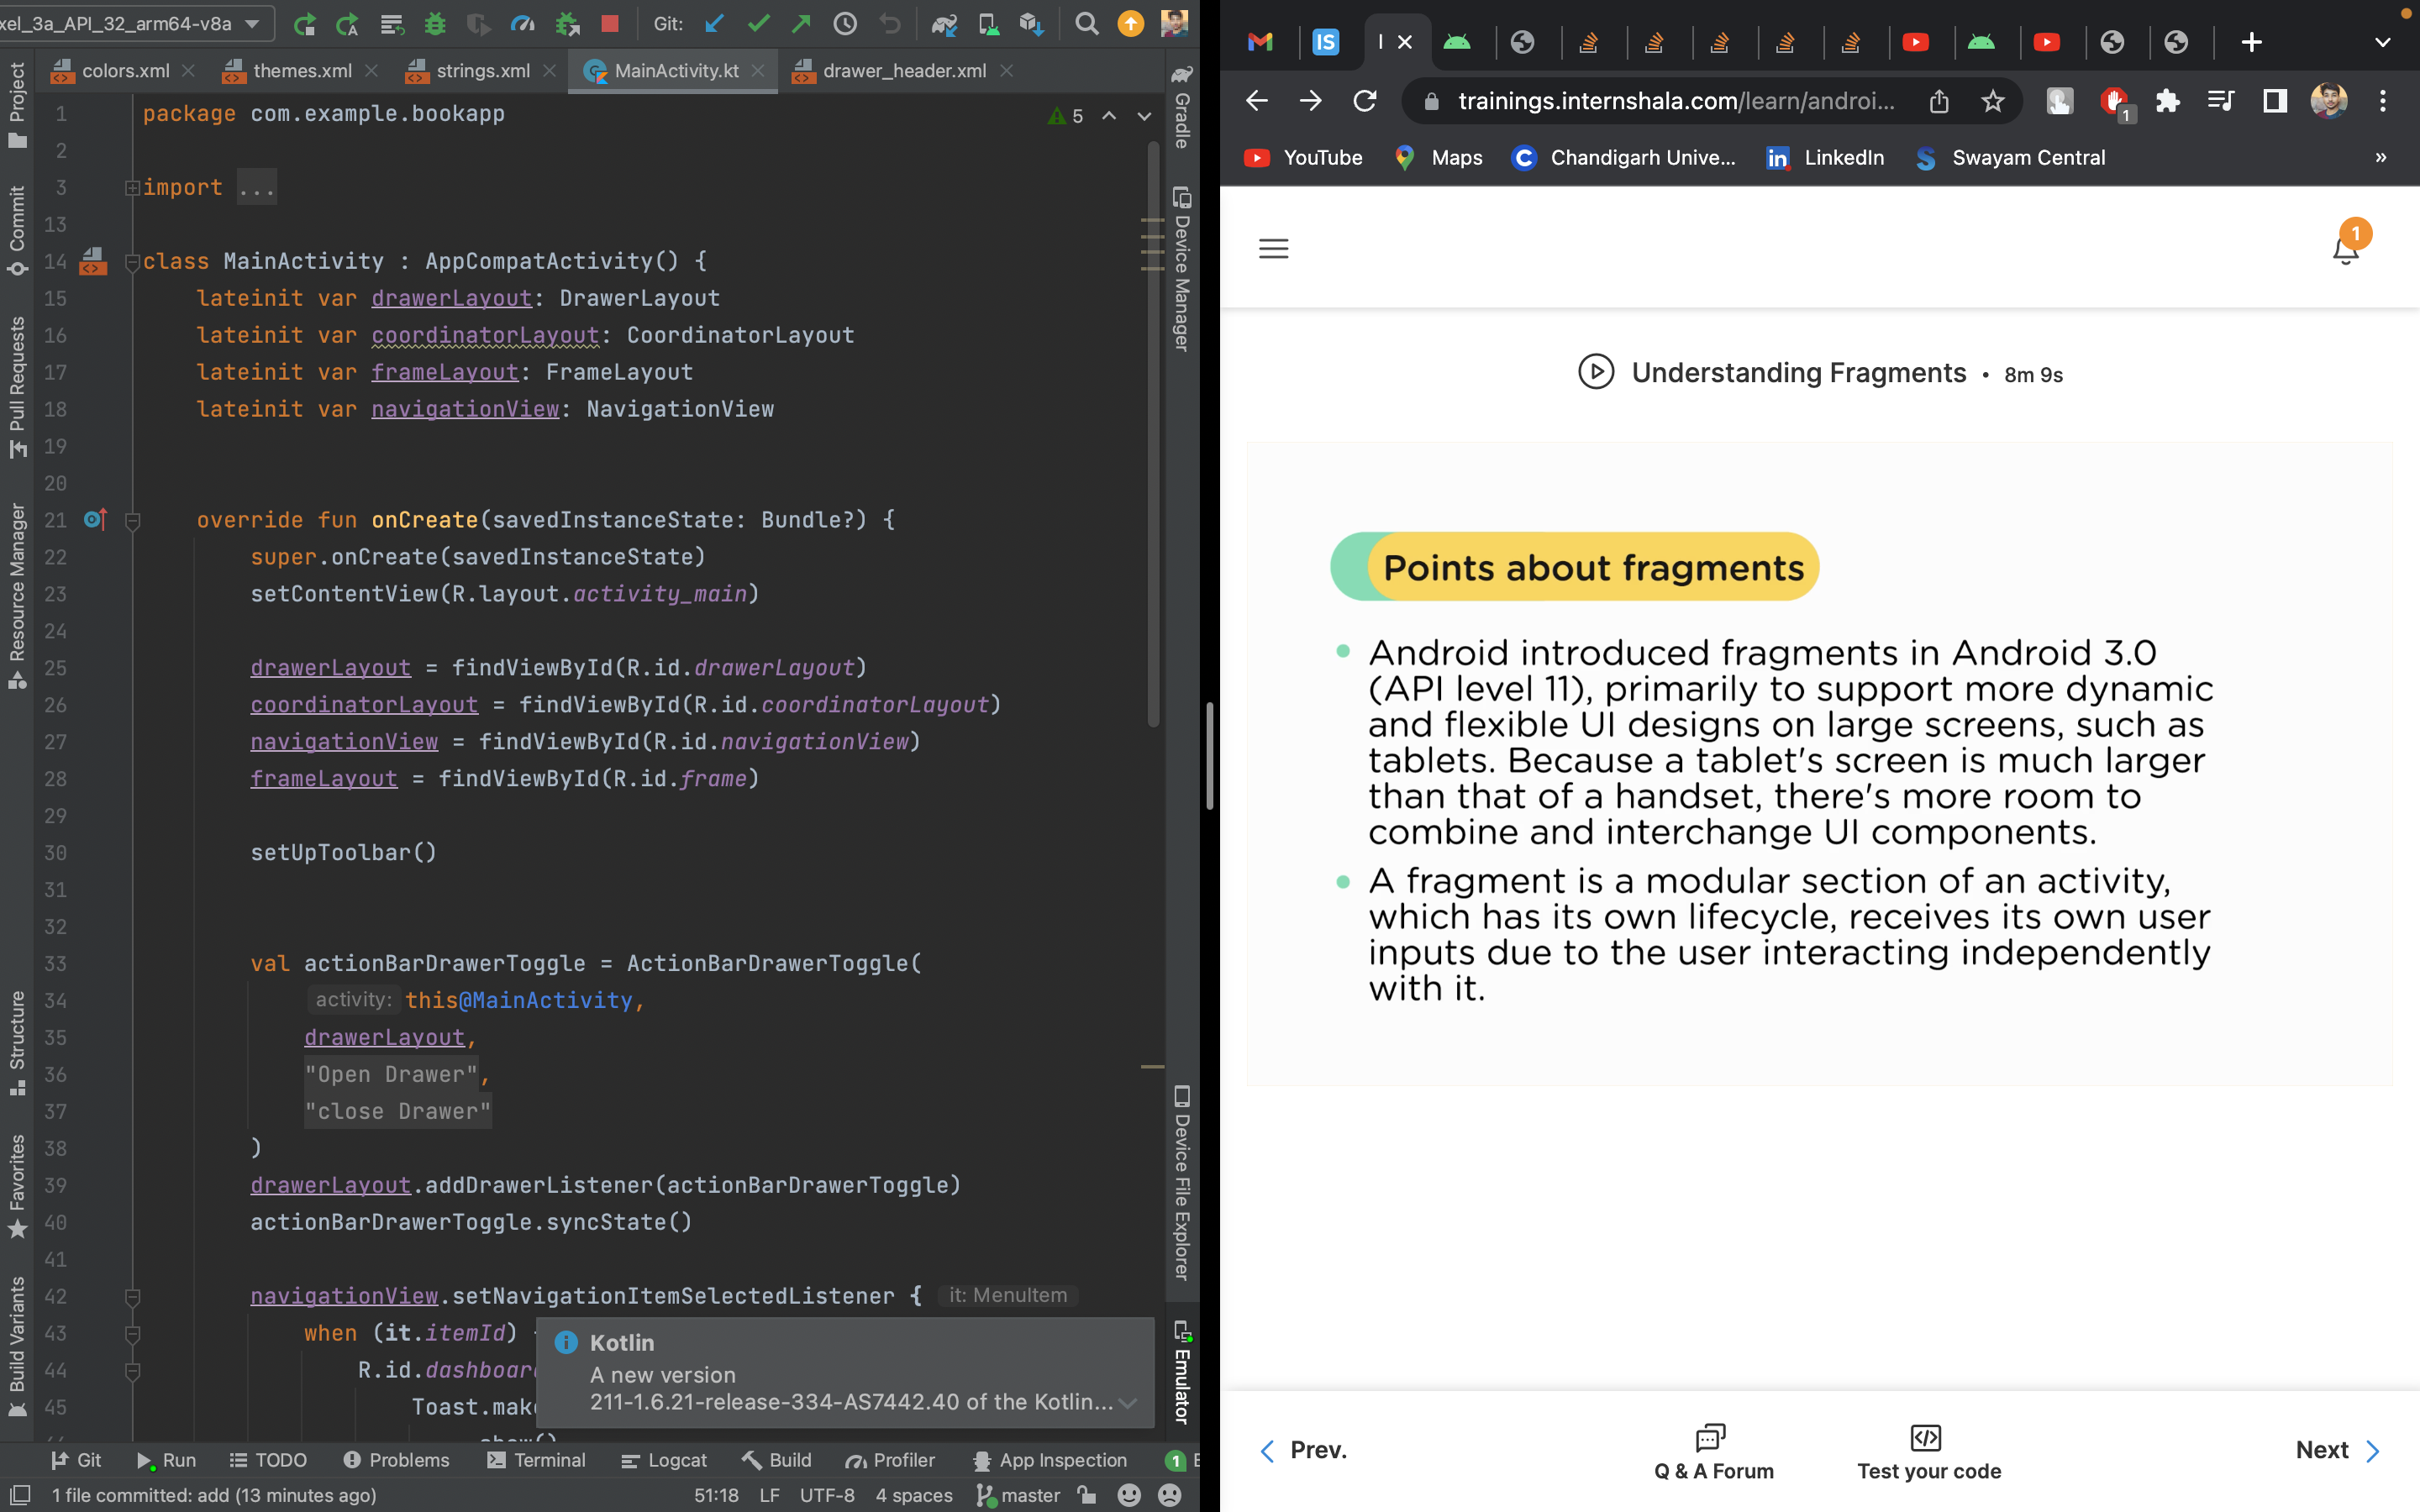 xel_3a_API_32_arm64-v8a
Git:
colors.xml
themes.xml
strings.xml
MainActivity.kt
drawer_header.xml
Project
Commit
Pull Requests
Resource Manager
Structure
Favorites
Build Variants
1 package com.example.bookapp
5
2
3 import ...
13
14 class MainActivity : AppCompatActivity() {
15 lateinit var drawerLayout: DrawerLayout
16 lateinit var coordinatorLayout: CoordinatorLayout
17 lateinit var frameLayout: FrameLayout
18 lateinit var navigationView: NavigationView
19
20
21 override fun onCreate(savedInstanceState: Bundle?) {
22 super.onCreate(savedInstanceState)
23 setContentView(R.layout.activity_main)
24
25 drawerLayout = findViewById(R.id.drawerLayout)
26 coordinatorLayout = findViewById(R.id.coordinatorLayout)
27 navigationView = findViewById(R.id.navigationView)
28 frameLayout = findViewById(R.id.frame)
29
30 setUpToolbar()
31
32
33 val actionBarDrawerToggle = ActionBarDrawerToggle(
34 activity: this@MainActivity,
35 drawerLayout,
36 "Open Drawer",
37 "close Drawer"
38 )
39 drawerLayout.addDrawerListener(actionBarDrawerToggle)
40 actionBarDrawerToggle.syncState()
41
42 navigationView.setNavigationItemSelectedListener { it: MenuItem
43 when (it.itemId)
44 R.id.dashboar
45 Toast.mak
Kotlin
A new version
211-1.6.21-release-334-AS7442.40 of the Kotlin...
Gradle
Device Manager
Device File Explorer
Emulator
Git
Run
TODO
Problems
Terminal
Logcat
Build
Profiler
App Inspection
1
1 file committed: add (13 minutes ago)
51:18
LF
UTF-8
4 spaces
master
IS
I
trainings.internshala.com/learn/androi...
1
YouTube
Maps
Chandigarh Unive...
LinkedIn
Swayam Central
»
1
Understanding Fragments • 8m 9s
Points about fragments
• Android introduced fragments in Android 3.0
(API level 11), primarily to support more dynamic
and flexible UI designs on large screens, such as
tablets. Because a tablet's screen is much larger
than that of a handset, there's more room to
combine and interchange UI components.
• A fragment is a modular section of an activity,
which has its own lifecycle, receives its own user
inputs due to the user interacting independently
with it.
Prev.
Q & A Forum
Test your code
Next